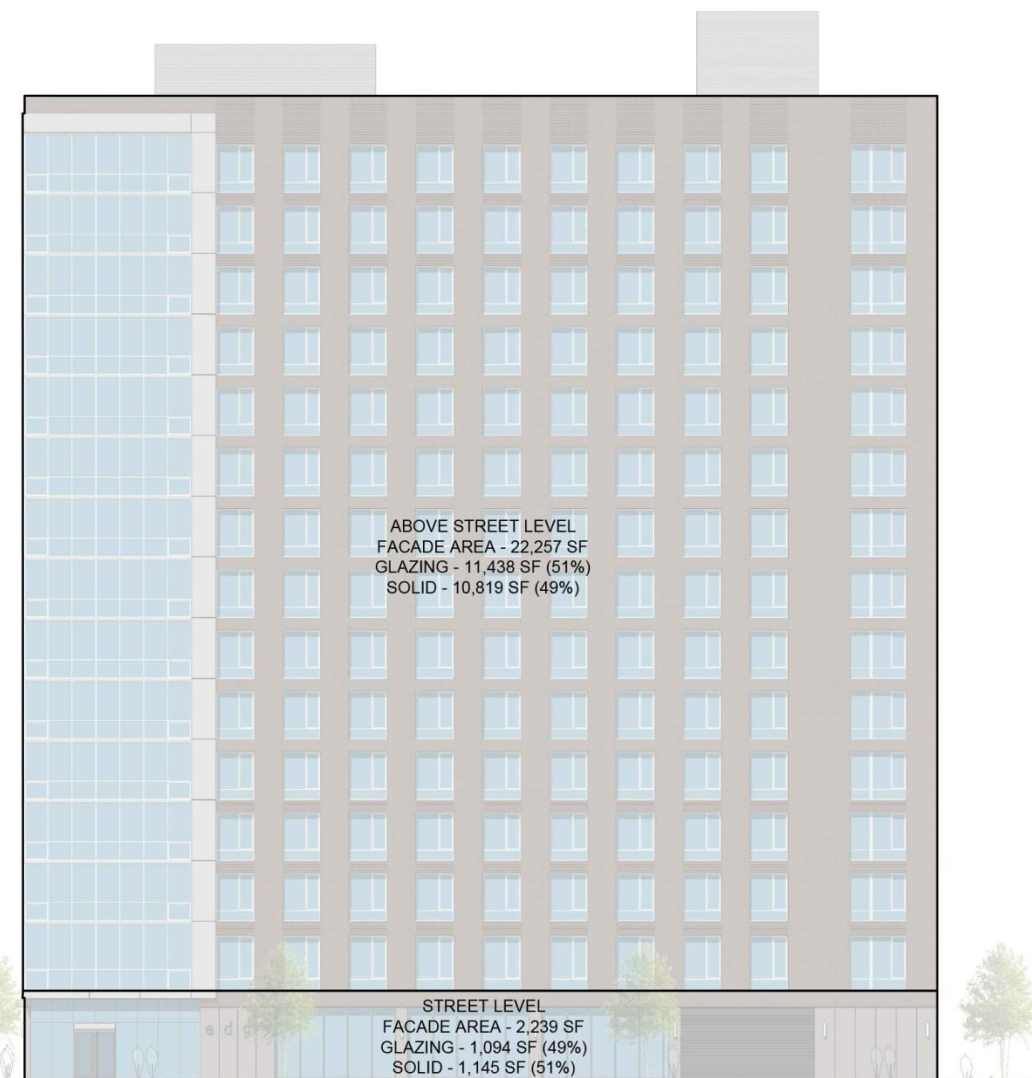 ABOVE STREET LEVEL
FACADE AREA - 22,257 SF
GLAZING - 11,438 SF (51%)
SOLID - 10,819 SF (49%)
STREET LEVEL
FACADE AREA - 2,239 SF
GLAZING - 1,094 SF (49%)
SOLID - 1,145 SF (51%)